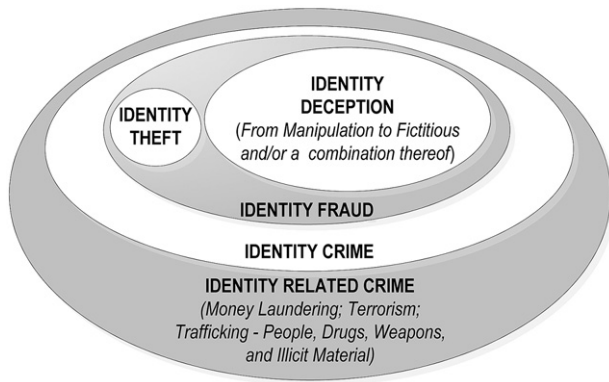 IDENTITY
THEFT
IDENTITY
DECEPTION
(From Manipulation to Fictitious
and/or a combination thereof)
IDENTITY FRAUD
IDENTITY CRIME
IDENTITY RELATED CRIME
(Money Laundering; Terrorism;
Trafficking - People, Drugs, Weapons,
and Illicit Material)